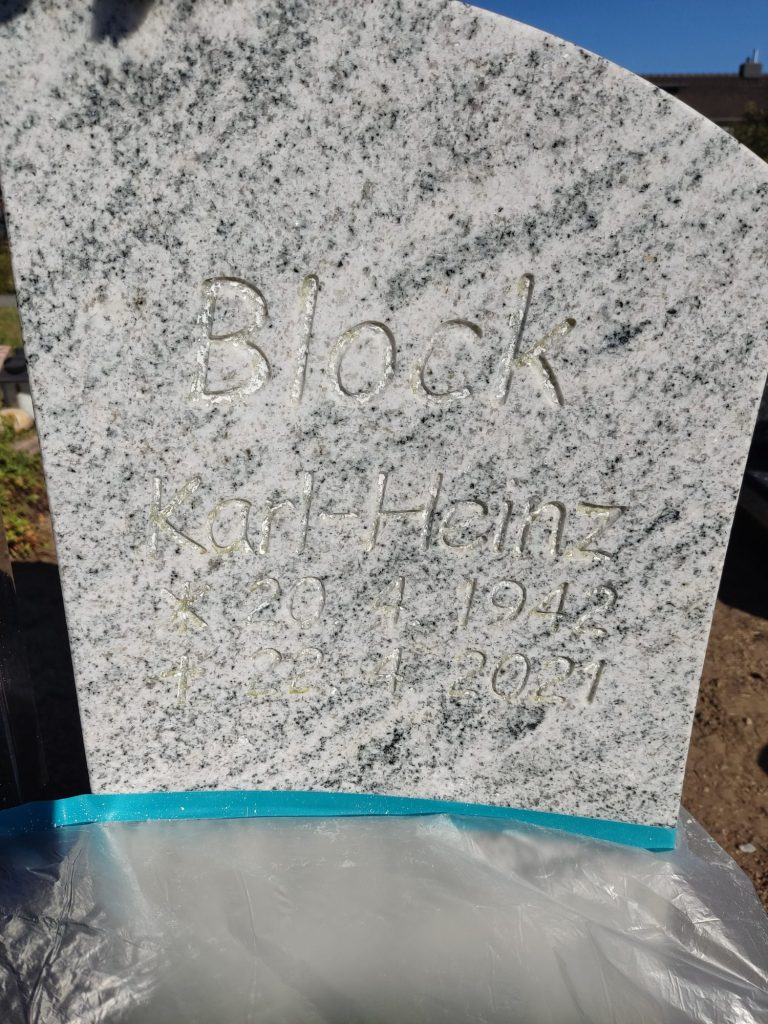 Block
Karl-Heinz
* 20. 4. 1942
† 22. 4. 2021